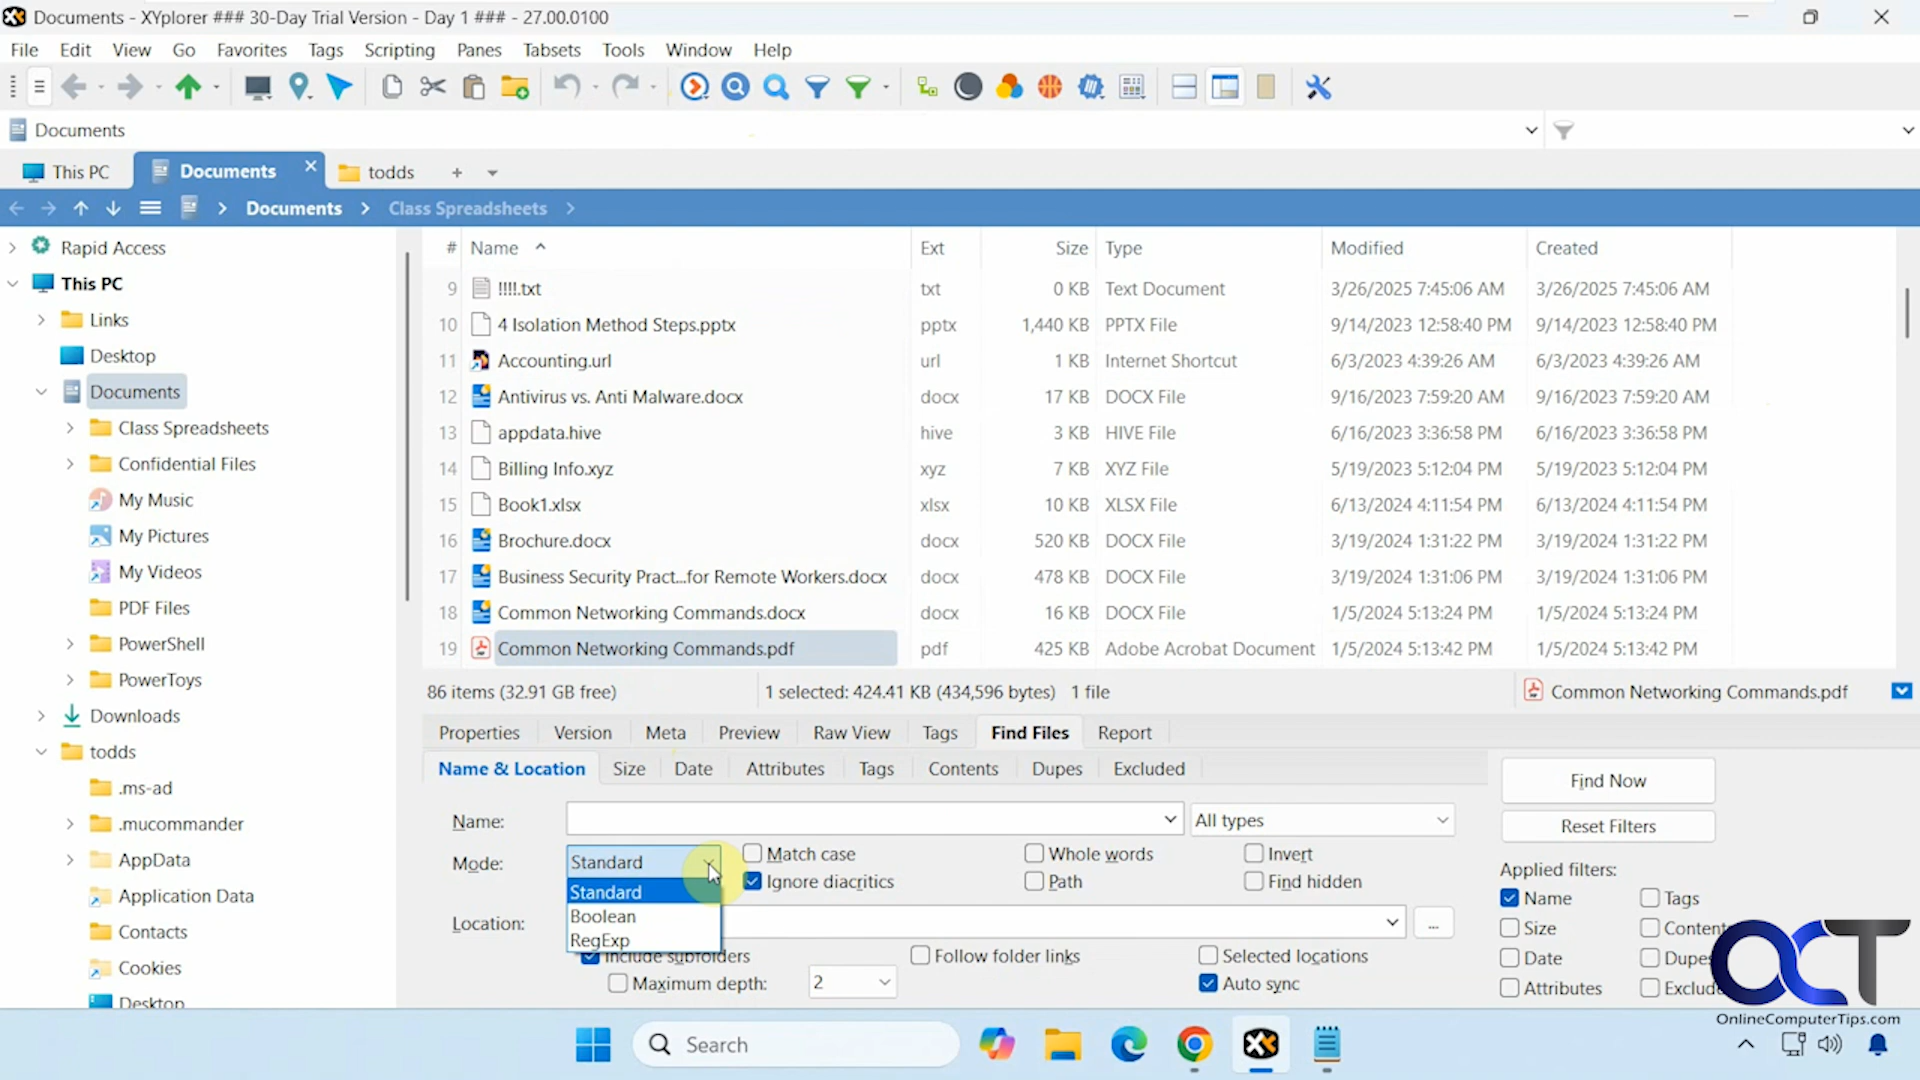 Documents - XYplorer ### 30-Day Trial Version - Day 1 ### - 27.00.0100
File Edit View Go Favorites Tags Scripting Panes Tabsets Tools Window Help
Documents
This PC Documents todds
Documents Class Spreadsheets
# Name Ext Size Type Modified Created
9 !!!!.txt txt 0 KB Text Document 3/26/2025 7:45:06 AM 3/26/2025 7:45:06 AM
10 4 Isolation Method Steps.pptx pptx 1,440 KB PPTX File 9/14/2023 12:58:40 PM 9/14/2023 12:58:40 PM
11 Accounting.url url 1 KB Internet Shortcut 6/3/2023 4:39:26 AM 6/3/2023 4:39:26 AM
12 Antivirus vs. Anti Malware.docx docx 17 KB DOCX File 9/16/2023 7:59:20 AM 9/16/2023 7:59:20 AM
13 appdata.hive hive 3 KB HIVE File 6/16/2023 3:36:58 PM 6/16/2023 3:36:58 PM
14 Billing Info.xyz xyz 7 KB XYZ File 5/19/2023 5:12:04 PM 5/19/2023 5:12:04 PM
15 Book1.xlsx xlsx 10 KB XLSX File 6/13/2024 4:11:54 PM 6/13/2024 4:11:54 PM
16 Brochure.docx docx 520 KB DOCX File 3/19/2024 1:31:22 PM 3/19/2024 1:31:22 PM
17 Business Security Pract...for Remote Workers.docx docx 478 KB DOCX File 3/19/2024 1:31:06 PM 3/19/2024 1:31:06 PM
18 Common Networking Commands.docx docx 16 KB DOCX File 1/5/2024 5:13:24 PM 1/5/2024 5:13:24 PM
19 Common Networking Commands.pdf pdf 425 KB Adobe Acrobat Document 1/5/2024 5:13:42 PM 1/5/2024 5:13:42 PM
Rapid Access
This PC
Links
Desktop
Documents
Class Spreadsheets
Confidential Files
My Music
My Pictures
My Videos
PDF Files
PowerShell
PowerToys
Downloads
todds
.ms-ad
.mucommander
AppData
Application Data
Contacts
Cookies
Desktop
86 items (32.91 GB free) 1 selected: 424.41 KB (434,596 bytes) 1 file Common Networking Commands.pdf
Properties Version Meta Preview Raw View Tags Find Files Report
Name & Location Size Date Attributes Tags Contents Dupes Excluded
Find Now
Name: All types
Reset Filters
Mode: Standard Match case Whole words Invert
Ignore diacritics Path Find hidden
Standard
Boolean
RegExp
Location: ...
Include subfolders Follow folder links Selected locations
Maximum depth: 2 Auto sync
Applied filters:
Name Tags
Size Content
Date Dupes
Attributes Exclude
OCT
OnlineComputerTips.com
Search